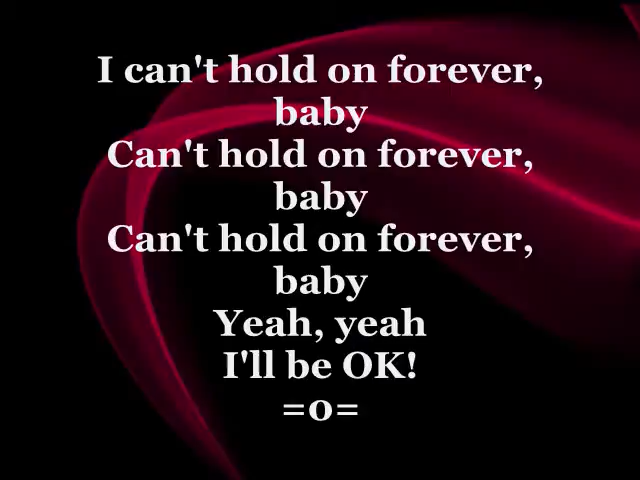 I can't hold on forever,
baby
Can't hold on forever,
baby
Can't hold on forever,
baby
Yeah, yeah
I'll be OK!
=o=